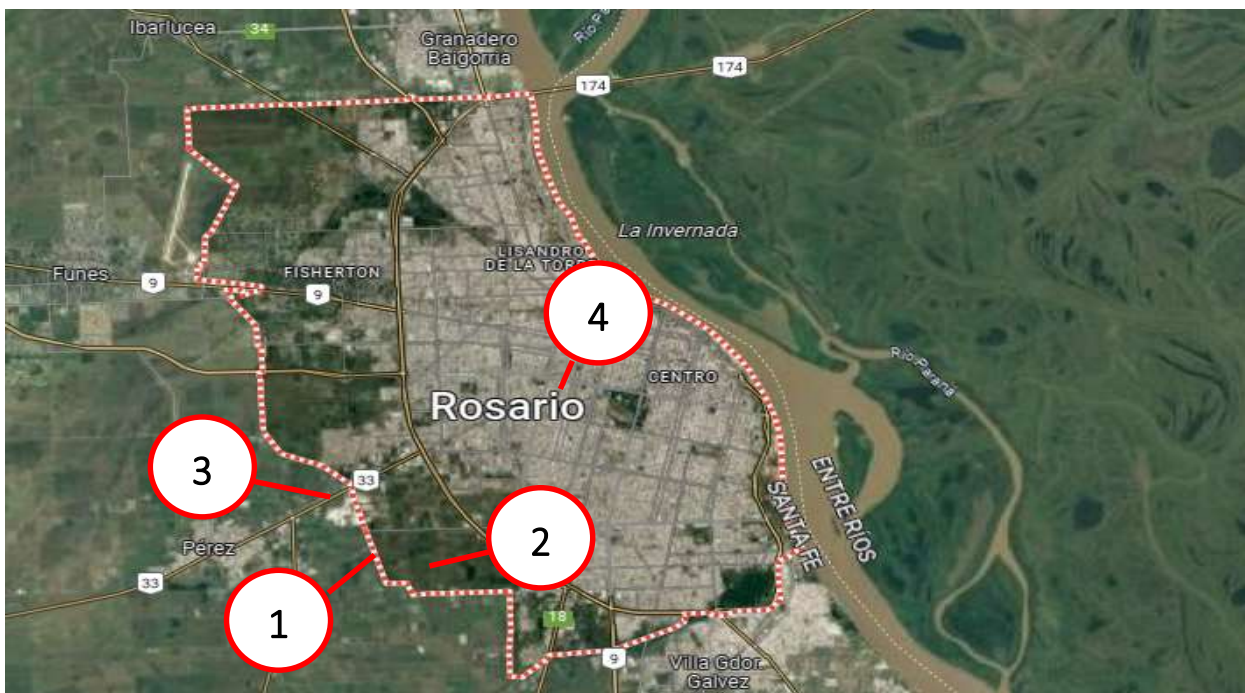 Ibarlucea
34
Granadero
Baigorria
Río Pa
174
174
La Invernada
LISANDRO
DE LA TORRE
Funes
9
FISHERTON
9
4
Río Paraná
CENTRO
Rosario
3
33
ENTRE RÍOS
SANTA FE
Pérez
2
33
1
18
9
Villa Gdor.
Galvez